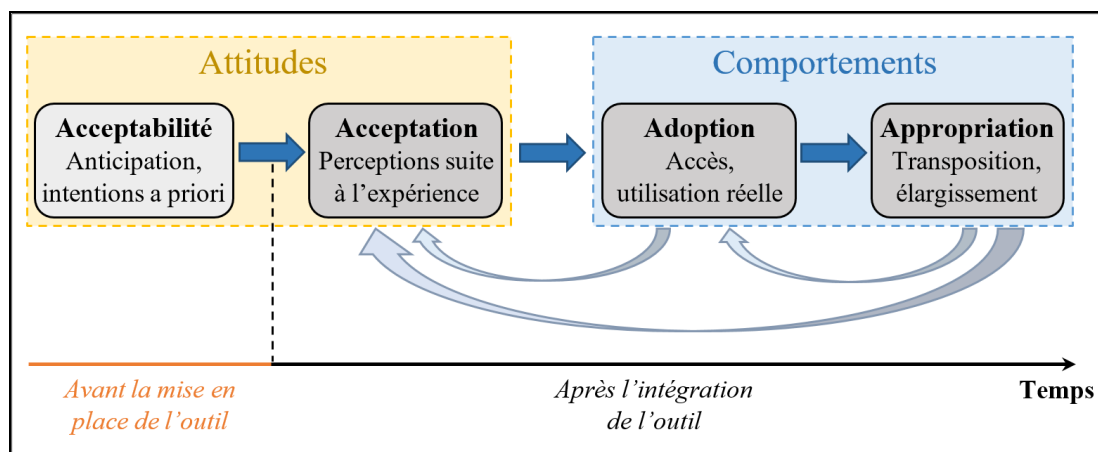 Attitudes
Comportements
Acceptabilité
Anticipation,
intentions a priori
Acceptation
Perceptions suite
à l’expérience
Adoption
Accès,
utilisation réelle
Appropriation
Transposition,
élargissement
Avant la mise en
place de l’outil
Après l’intégration
de l’outil
Temps